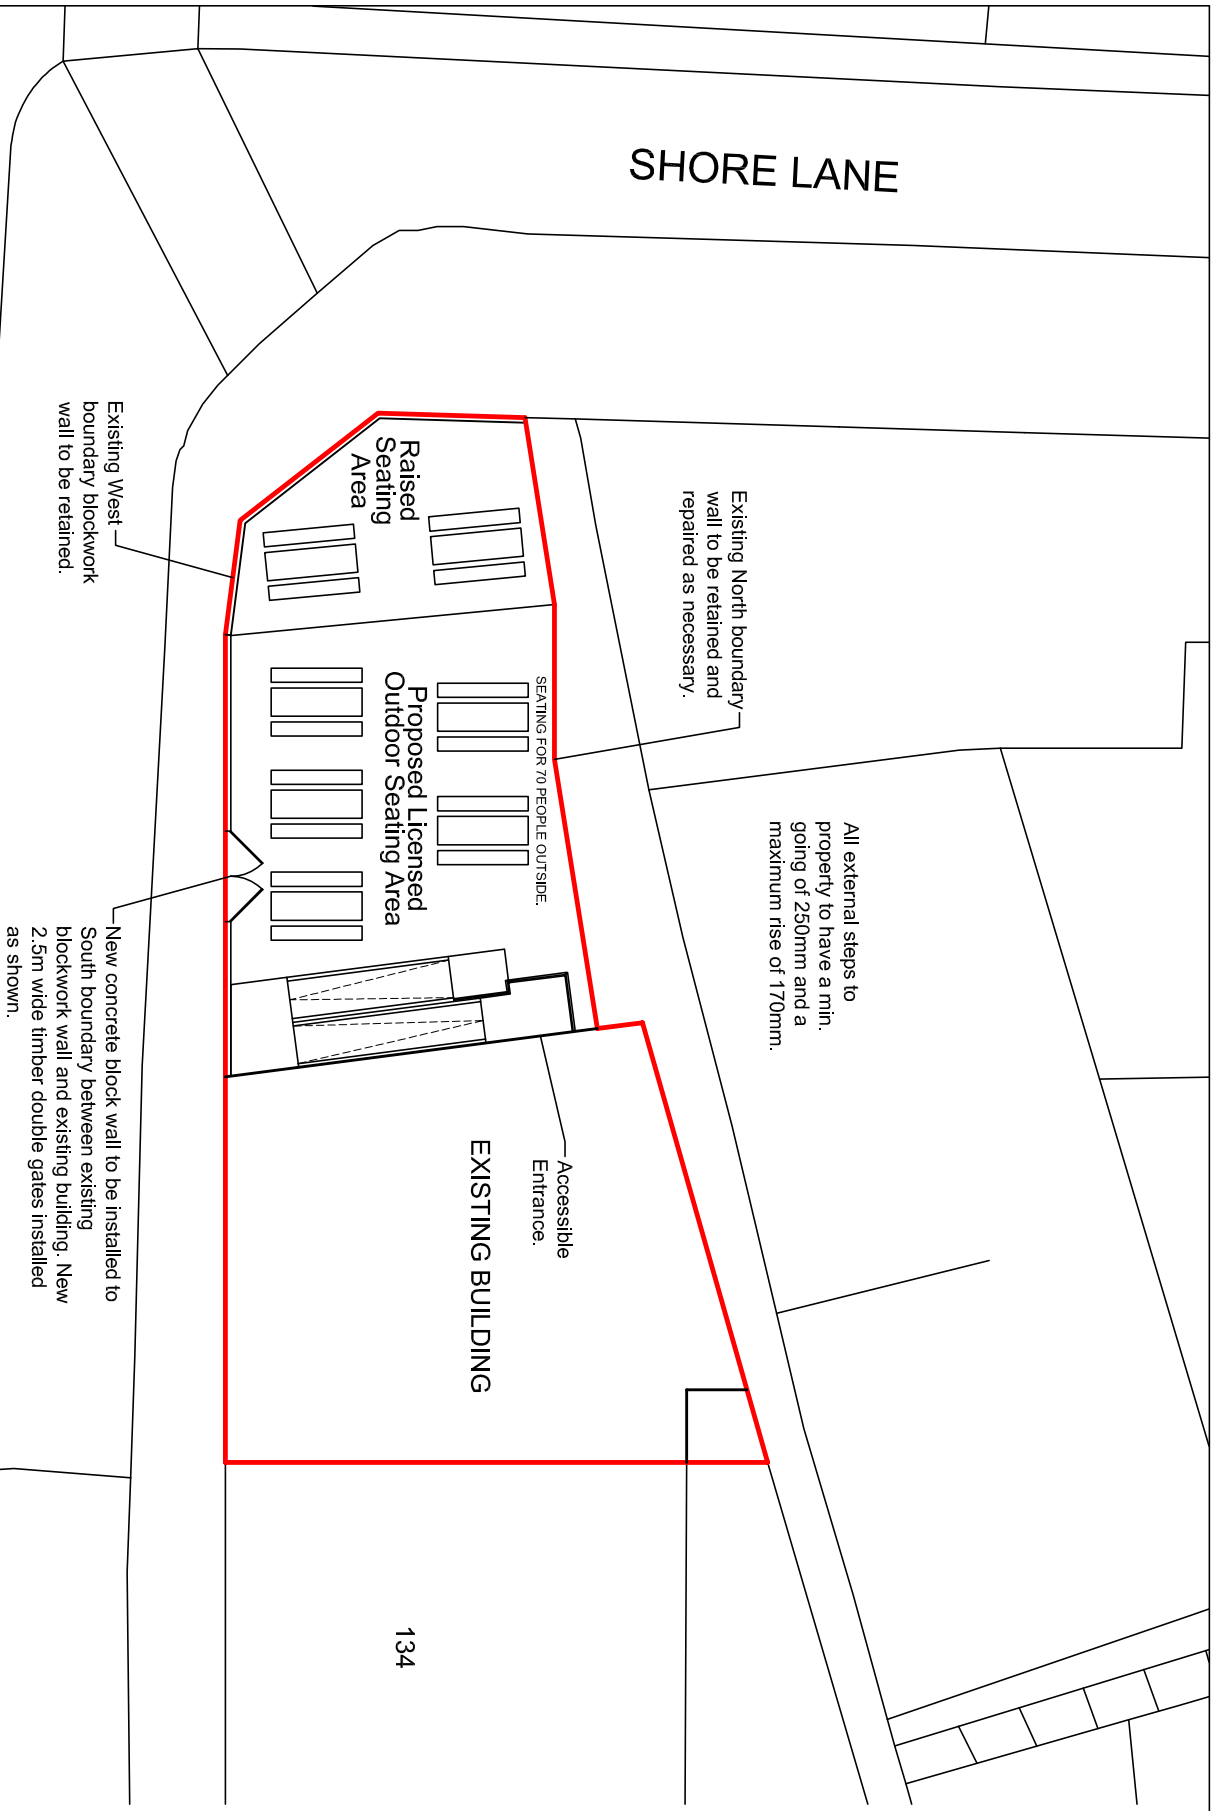 SHORE LANE
Existing North boundary
wall to be retained and
repaired as necessary.
All external steps to
property to have a min.
going of 250mm and a
maximum rise of 170mm.
Raised
Seating
Area
SEATING FOR 70 PEOPLE OUTSIDE.
Proposed Licensed
Outdoor Seating Area
Accessible
Entrance.
EXISTING BUILDING
134
Existing West
boundary blockwork
wall to be retained.
New concrete block wall to be installed to
South boundary between existing
blockwork wall and existing building. New
2.5m wide timber double gates installed
as shown.